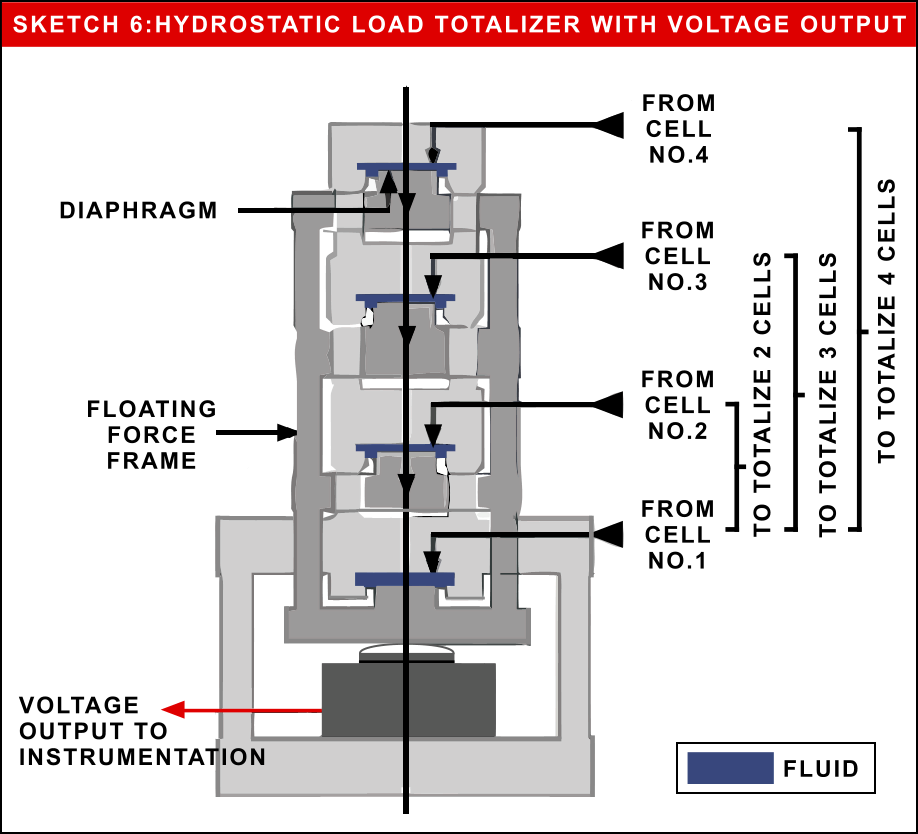 SKETCH 6:HYDROSTATIC LOAD TOTALIZER WITH VOLTAGE OUTPUT
FROM
CELL
NO.4
DIAPHRAGM
FROM
CELL
NO.3
FLOATING
FORCE
FRAME
FROM
CELL
NO.2
FROM
CELL
NO.1
TO TOTALIZE 2 CELLS
TO TOTALIZE 3 CELLS
TO TOTALIZE 4 CELLS
VOLTAGE
OUTPUT TO
INSTRUMENTATION
FLUID